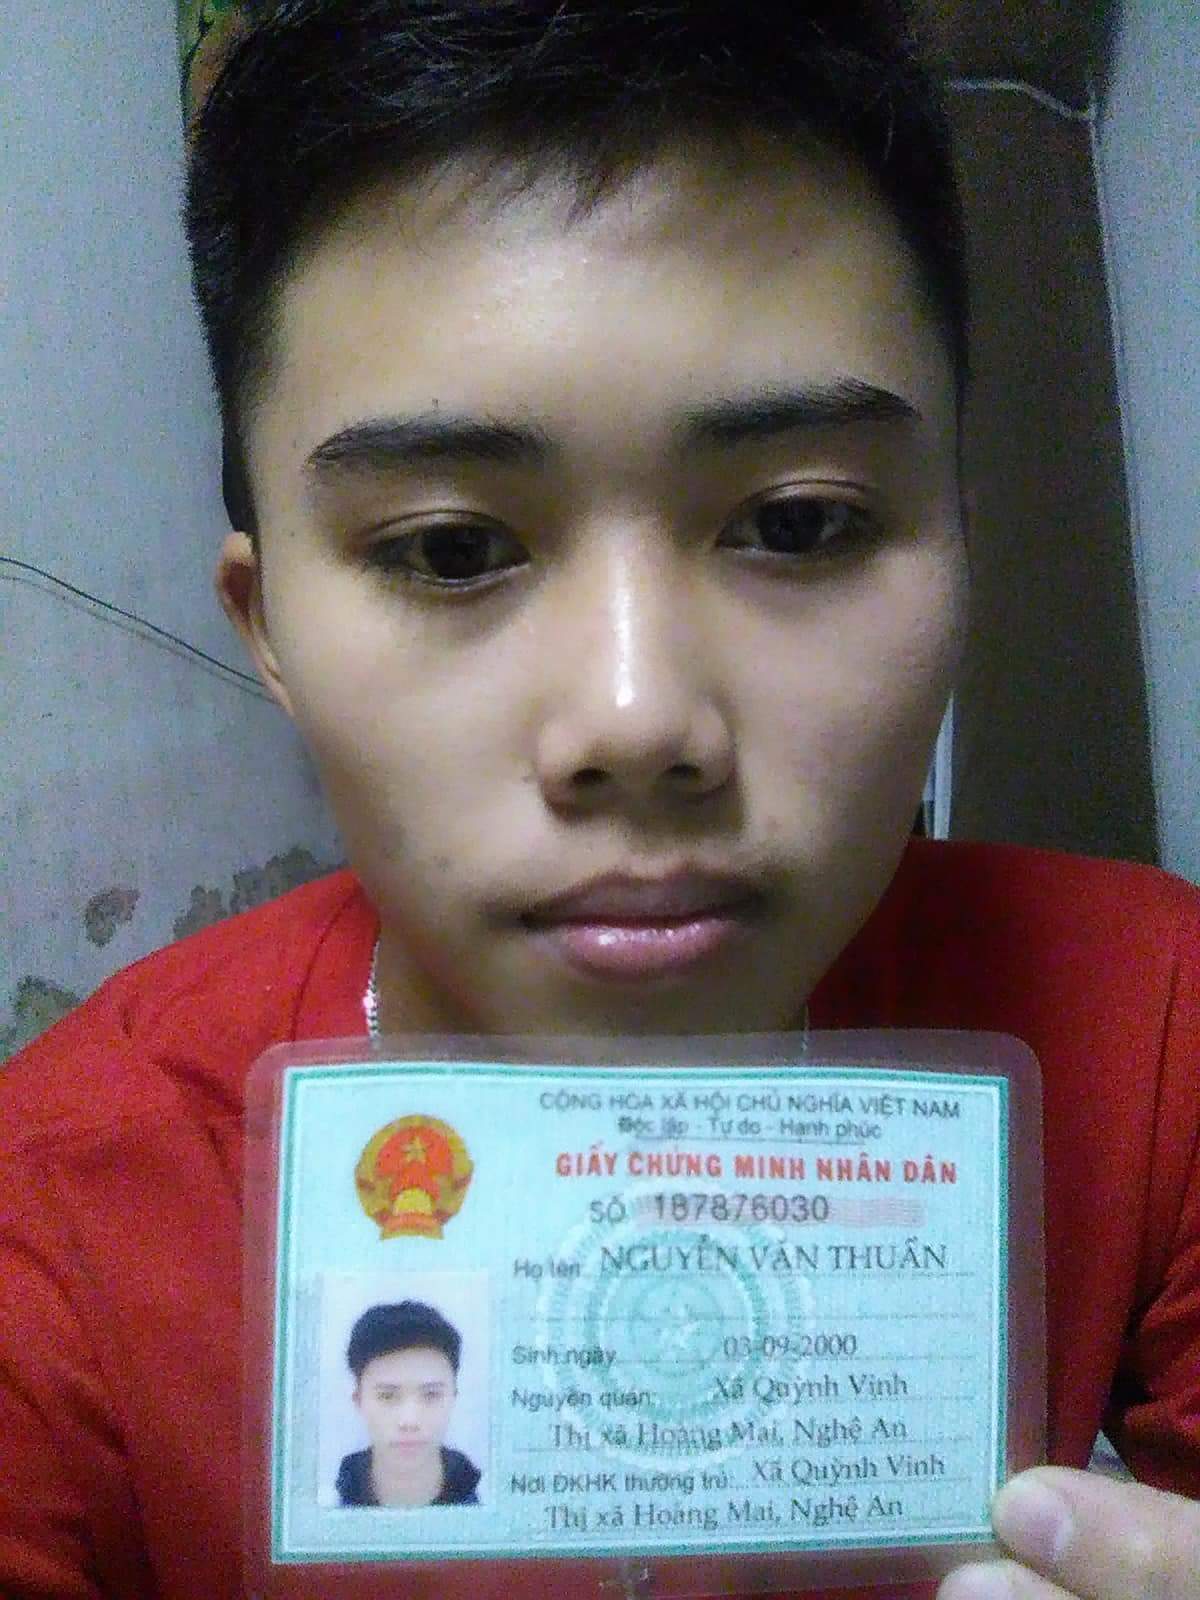 CỘNG HÒA XÃ HỘI CHỦ NGHĨA VIỆT NAM
Độc lập - Tự do - Hạnh phúc
GIẤY CHỨNG MINH NHÂN DÂN
SỐ 187876030
Họ tên: NGUYỄN VĂN THUẤN
Sinh ngày 03-09-2000
Nguyên quán: Xã Quỳnh Vinh
Thị xã Hoàng Mai, Nghệ An
Nơi ĐKHK thường trú: Xã Quỳnh Vinh
Thị xã Hoàng Mai, Nghệ An